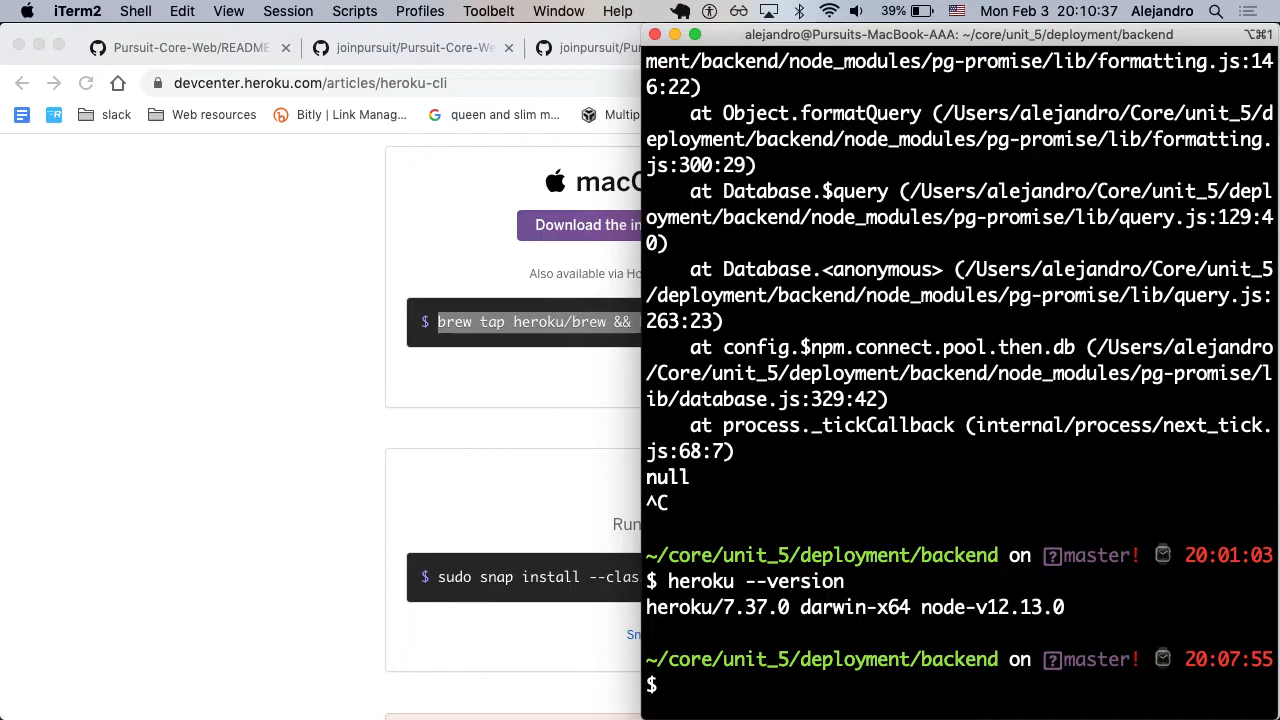 iTerm2 Shell Edit View Session Scripts Profiles Toolbelt Window Help 39% Mon Feb 3 20:10:37 Alejandro
Pursuit-Core-Web/README
joinpursuit/Pursuit-Core-We
joinpursuit/Pu
devcenter.heroku.com/articles/heroku-cli
slack
Web resources
Bitly | Link Manag...
queen and slim m...
Multip
macO
Download the in
Also available via Ho
$ brew tap heroku/brew &&
Run
$ sudo snap install --clas
Sn
alejandro@Pursuits-MacBook-AAA: ~/core/unit_5/deployment/backend ⌥⌘1
ment/backend/node_modules/pg-promise/lib/formatting.js:14
6:22)
at Object.formatQuery (/Users/alejandro/Core/unit_5/d
eployment/backend/node_modules/pg-promise/lib/formatting.
js:300:29)
at Database.$query (/Users/alejandro/Core/unit_5/depl
oyment/backend/node_modules/pg-promise/lib/query.js:129:4
0)
at Database.<anonymous> (/Users/alejandro/Core/unit_5
/deployment/backend/node_modules/pg-promise/lib/query.js:
263:23)
at config.$npm.connect.pool.then.db (/Users/alejandro
/Core/unit_5/deployment/backend/node_modules/pg-promise/l
ib/database.js:329:42)
at process._tickCallback (internal/process/next_tick.
js:68:7)
null
^C
~/core/unit_5/deployment/backend on master! 20:01:03
$ heroku --version
heroku/7.37.0 darwin-x64 node-v12.13.0
~/core/unit_5/deployment/backend on master! 20:07:55
$